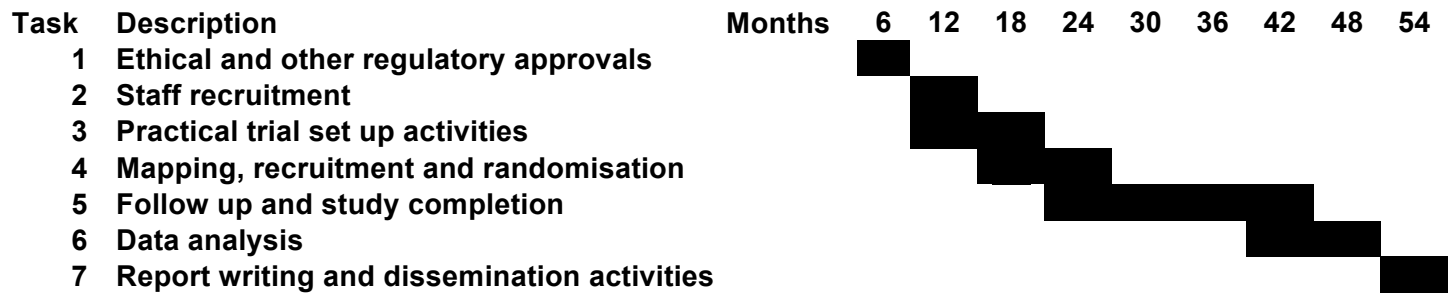 Task Description Months 6 12 18 24 30 36 42 48 54
1 Ethical and other regulatory approvals
2 Staff recruitment
3 Practical trial set up activities
4 Mapping, recruitment and randomisation
5 Follow up and study completion
6 Data analysis
7 Report writing and dissemination activities